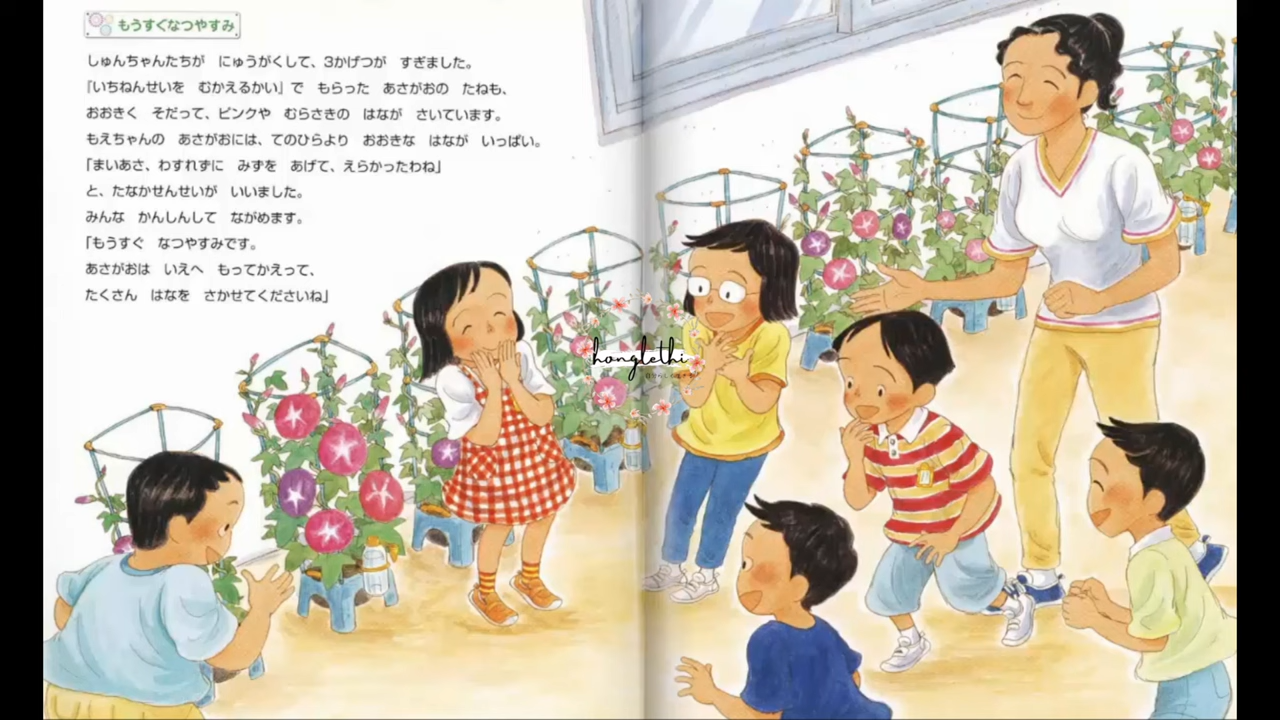 もうすぐなつやすみ
しゅんちゃんたちが　にゅうがくして、3かげつが　すぎました。
『いちねんせいを　むかえるかい』で　もらった　あさがおの　たねも、
おおきく　そだって、ピンクや　むらさきの　はなが　さいています。
もえちゃんの　あさがおには、てのひらより　おおきな　はなが　いっぱい。
「まいあさ、わすれずに　みずを　あげて、えらかったわね」
と、たなかせんせいが　いいました。
みんな　かんしんして　ながめます。
「もうすぐ　なつやすみです。
あさがおは　いえへ　もってかえって、
たくさん　はなを　さかせてくださいね」
honglethi